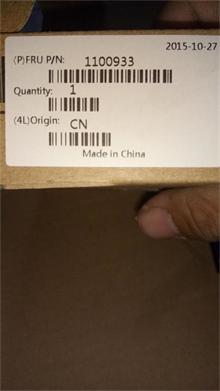 2015-10-27
(P)FRU P/N: 1100933
Quantity: 1
(4L)Origin: CN
Made in China